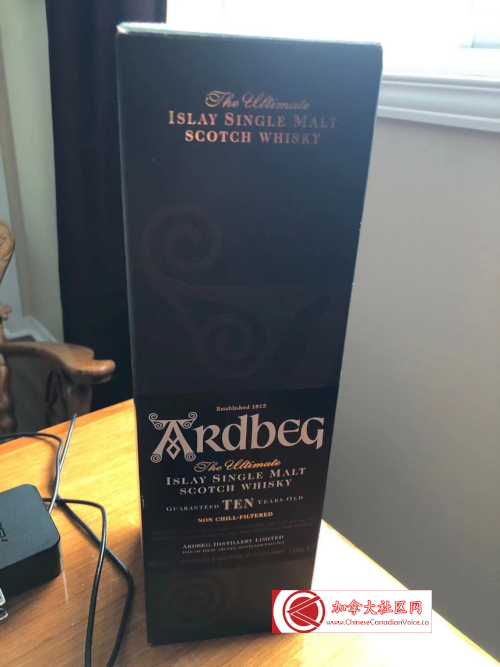 The Ultimate
ISLAY SINGLE MALT
SCOTCH WHISKY
Established 1815
ARDBEG
The Ultimate
ISLAY SINGLE MALT
SCOTCH WHISKY
GUARANTEED TEN YEARS OLD
NON CHILL-FILTERED
ARDBEG DISTILLERY LIMITED
加拿大社区网
www.ChineseCanadianVoice.ca